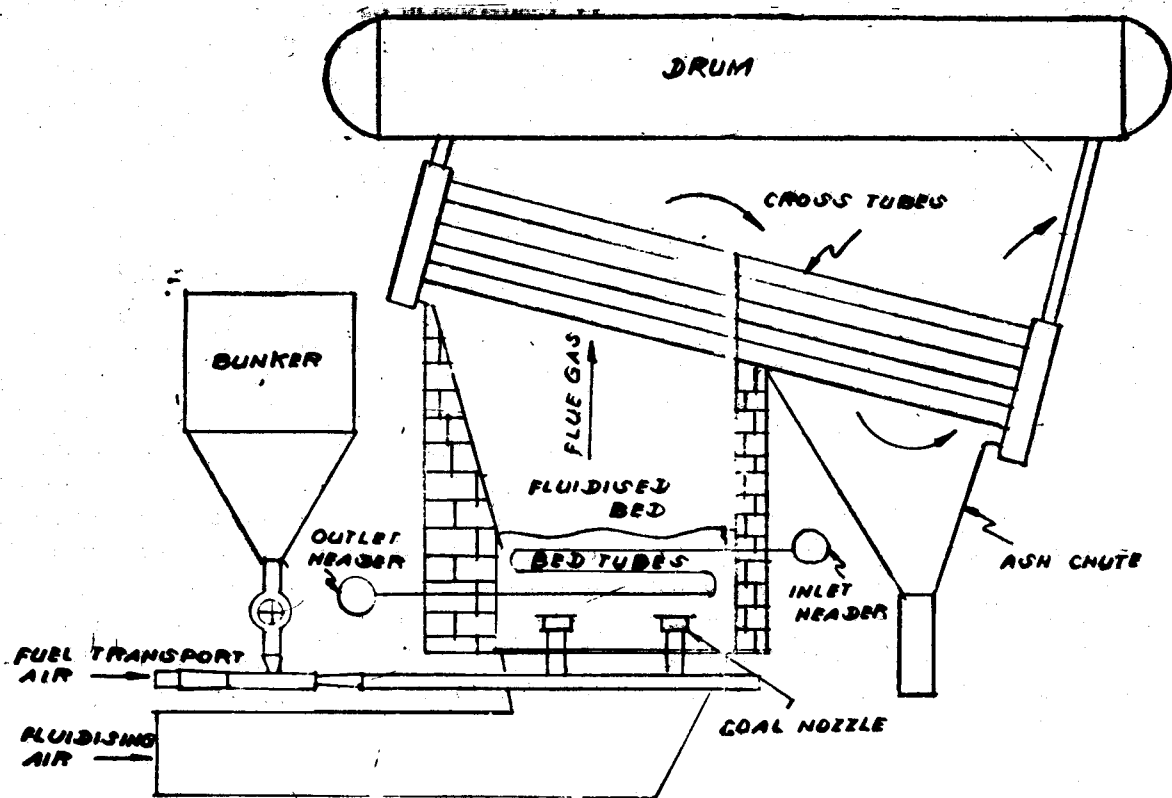 DRUM
CROSS TUBES
BUNKER
FLUE GAS
FLUIDISED
BED
OUTLET
HEADER
BED TUBES
INLET
HEADER
ASH CHUTE
FUEL TRANSPORT
AIR
COAL NOZZLE
FLUIDISING
AIR